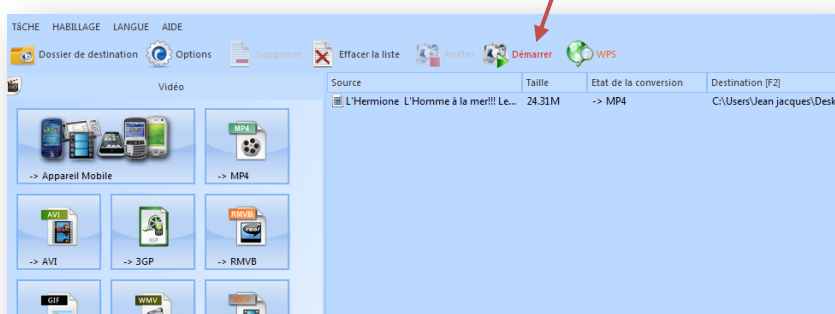 TÂCHE HABILLAGE LANGUE AIDE
Dossier de destination Options Supprimer Effacer la liste Arrêter Démarrer WPS
Vidéo
Source Taille Etat de la conversion Destination [F2]
L'Hermione L'Homme à la mer!!! Le... 24.31M -> MP4 C:\Users\Jean jacques\Desk
MP4
-> Appareil Mobile -> MP4
AVI 3GP RMVB
real
-> AVI -> 3GP -> RMVB
GIF WMV MKV